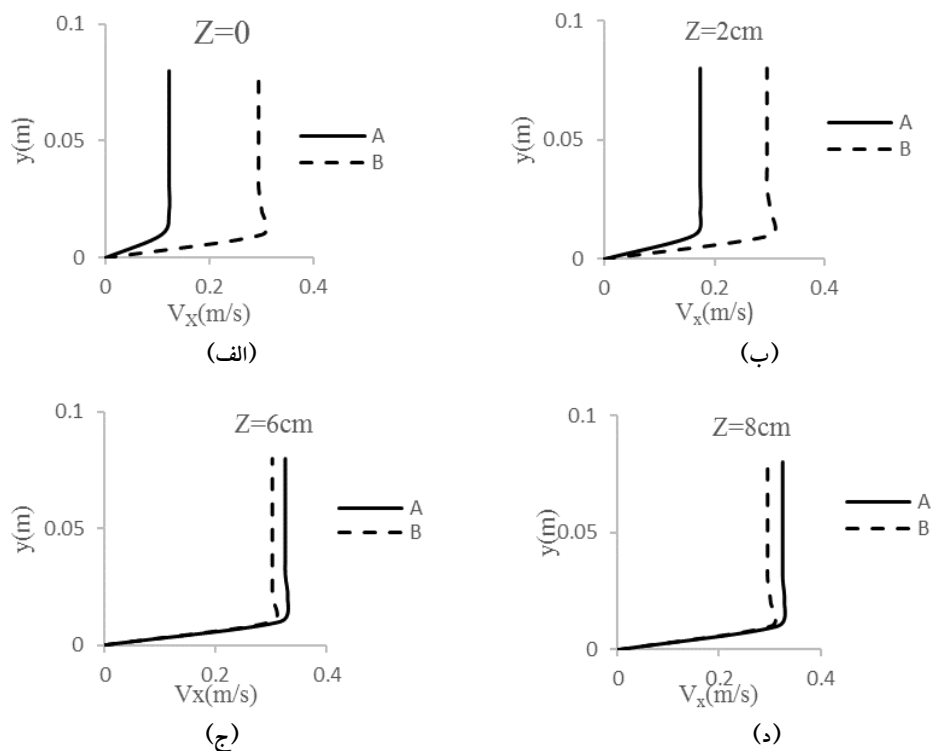 0.1
Z=0
y(m)
0.05
A
B
0
0
0.2
0.4
VX(m/s)
(الف)
0.1
Z=2cm
y(m)
0.05
A
B
0
0
0.2
0.4
Vx(m/s)
(ب)
0.1
Z=6cm
y(m)
0.05
A
B
0
0
0.2
0.4
Vx(m/s)
(ج)
0.1
Z=8cm
y(m)
0.05
A
B
0
0
0.2
0.4
Vx(m/s)
(د)